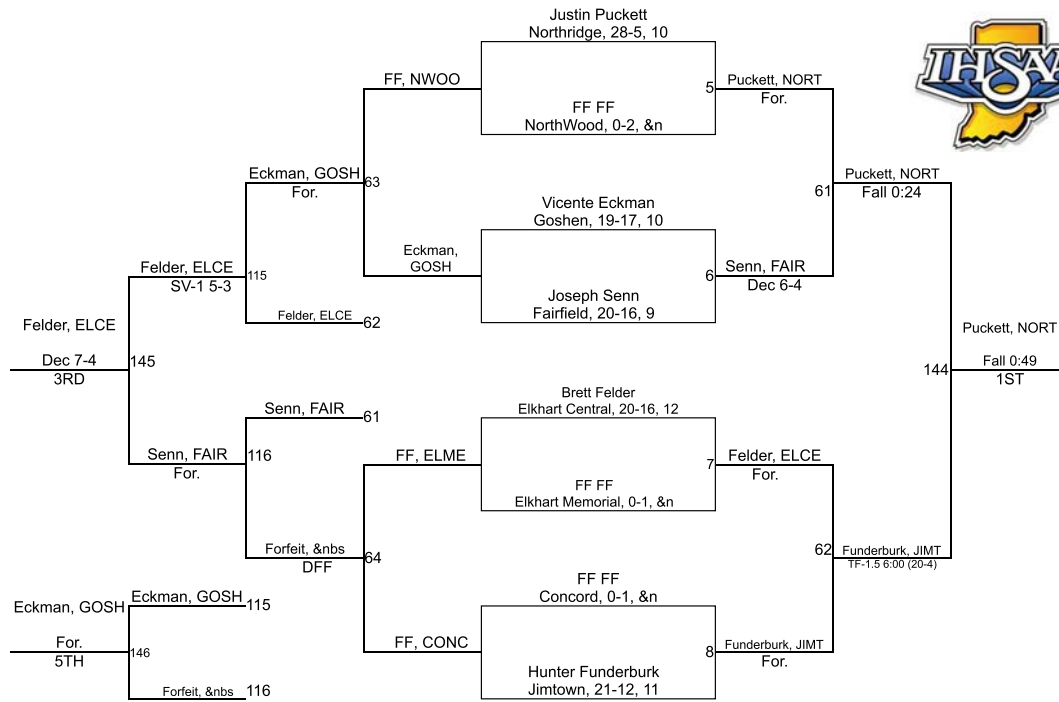 Justin Puckett
Northridge, 28-5, 10
IHSAA
FF, NWOO
5
Puckett, NORT
For.
FF FF
NorthWood, 0-2, &n
Eckman, GOSH
For.
63
61
Puckett, NORT
Fall 0:24
Vicente Eckman
Goshen, 19-17, 10
Eckman,
GOSH
6
Senn, FAIR
Dec 6-4
Felder, ELCE
SV-1 5-3
115
Joseph Senn
Fairfield, 20-16, 9
Felder, ELCE
62
Felder, ELCE
Dec 7-4
3RD
145
144
Puckett, NORT
Fall 0:49
1ST
Brett Felder
Elkhart Central, 20-16, 12
Senn, FAIR
61
Senn, FAIR
For.
116
FF, ELME
7
Felder, ELCE
For.
FF FF
Elkhart Memorial, 0-1, &n
Forfeit, &nbs
DFF
64
62
Funderburk, JIMT
TF-1.5 6:00 (20-4)
FF FF
Concord, 0-1, &n
Eckman, GOSH
Eckman, GOSH
115
For.
5TH
146
FF, CONC
8
Funderburk, JIMT
For.
Hunter Funderburk
Jimtown, 21-12, 11
Forfeit, &nbs
116